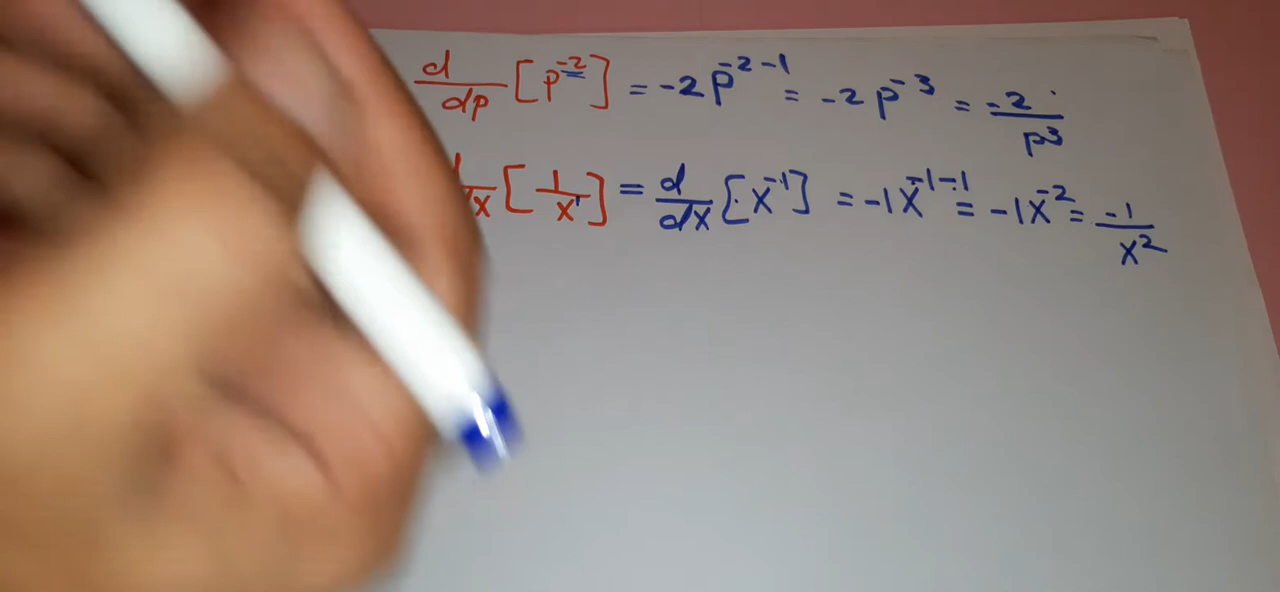 d/dp [p⁻²] = -2p⁻²⁻¹ = -2p⁻³ = -2/p³
d/dx [1/x¹] = d/dx [x⁻¹] = -1x⁻¹⁻¹ = -1x⁻² = -1/x²